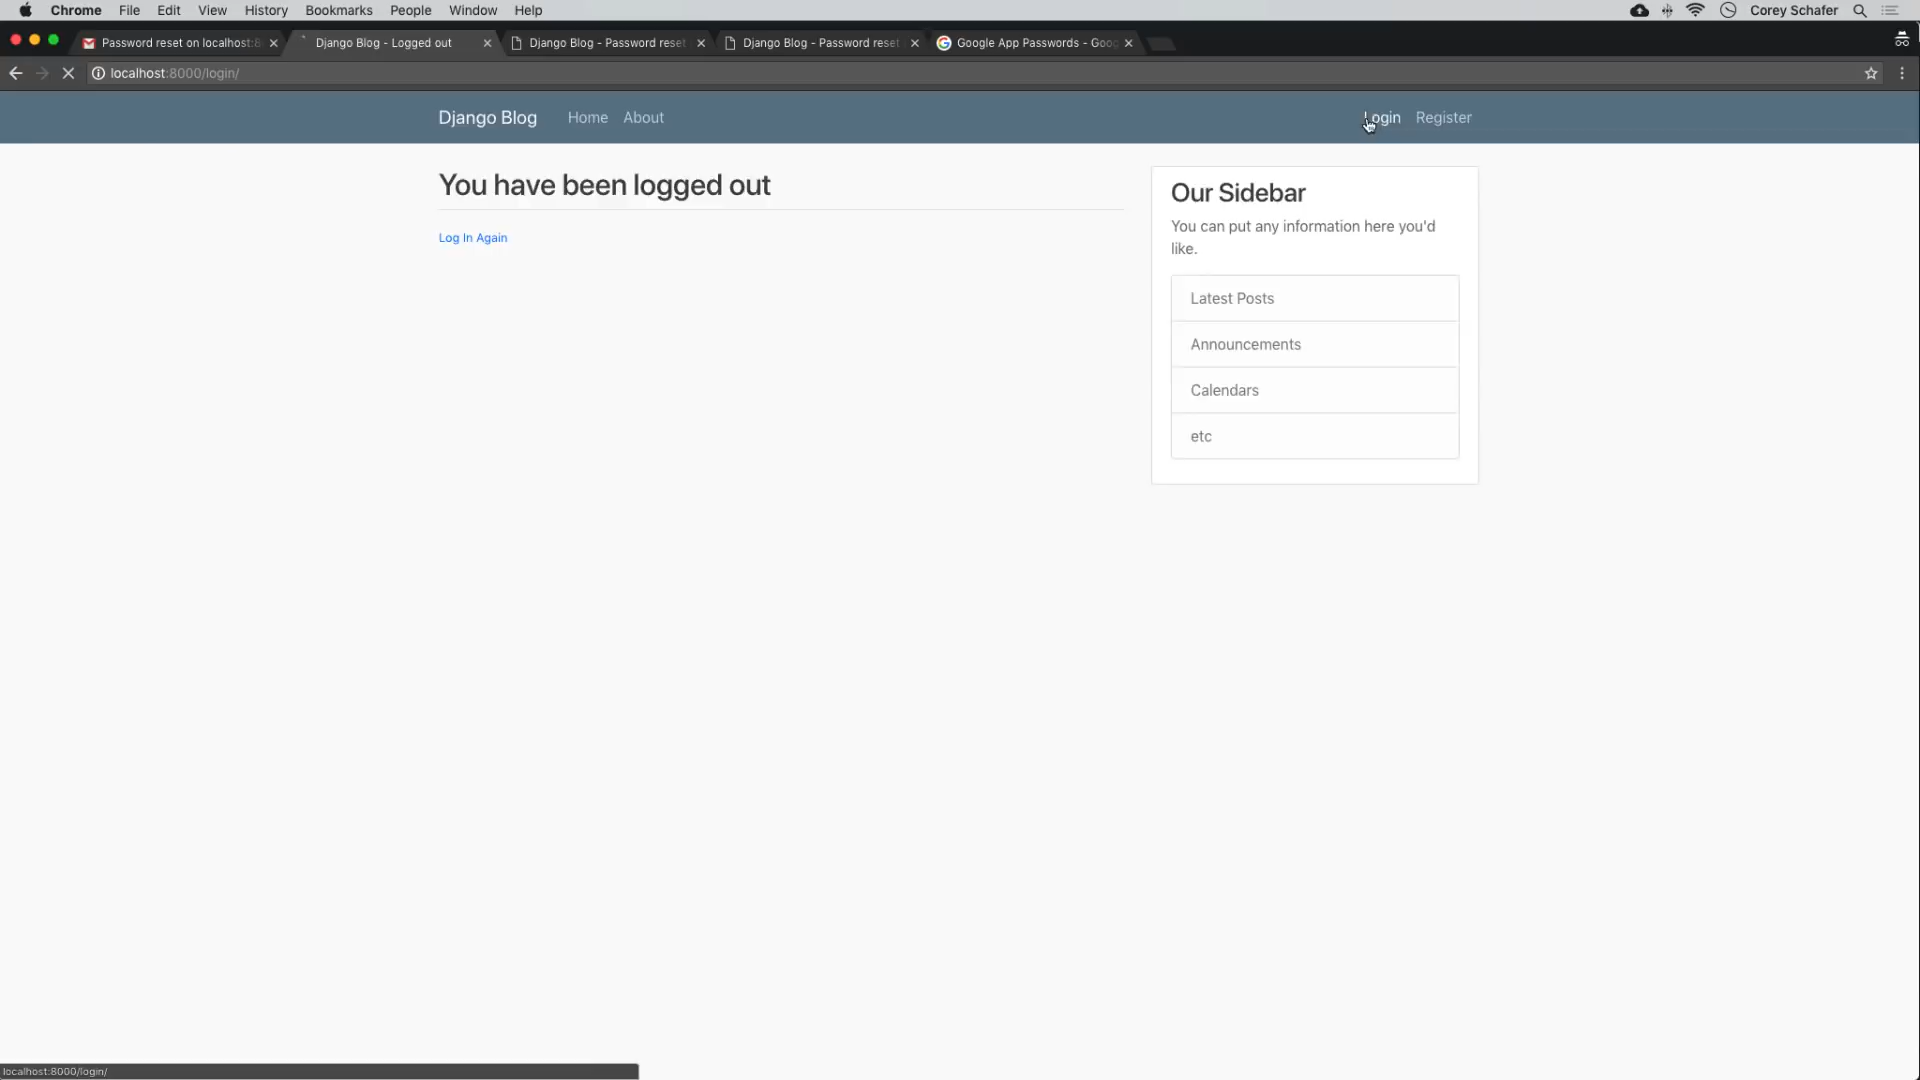 Chrome File Edit View History Bookmarks People Window Help Corey Schafer
Password reset on localhost:8 Django Blog - Logged out Django Blog - Password reset Django Blog - Password reset Google App Passwords - Goog
localhost:8000/login/
Django Blog Home About Login Register
You have been logged out
Log In Again
Our Sidebar
You can put any information here you'd
like.
Latest Posts
Announcements
Calendars
etc
localhost:8000/login/